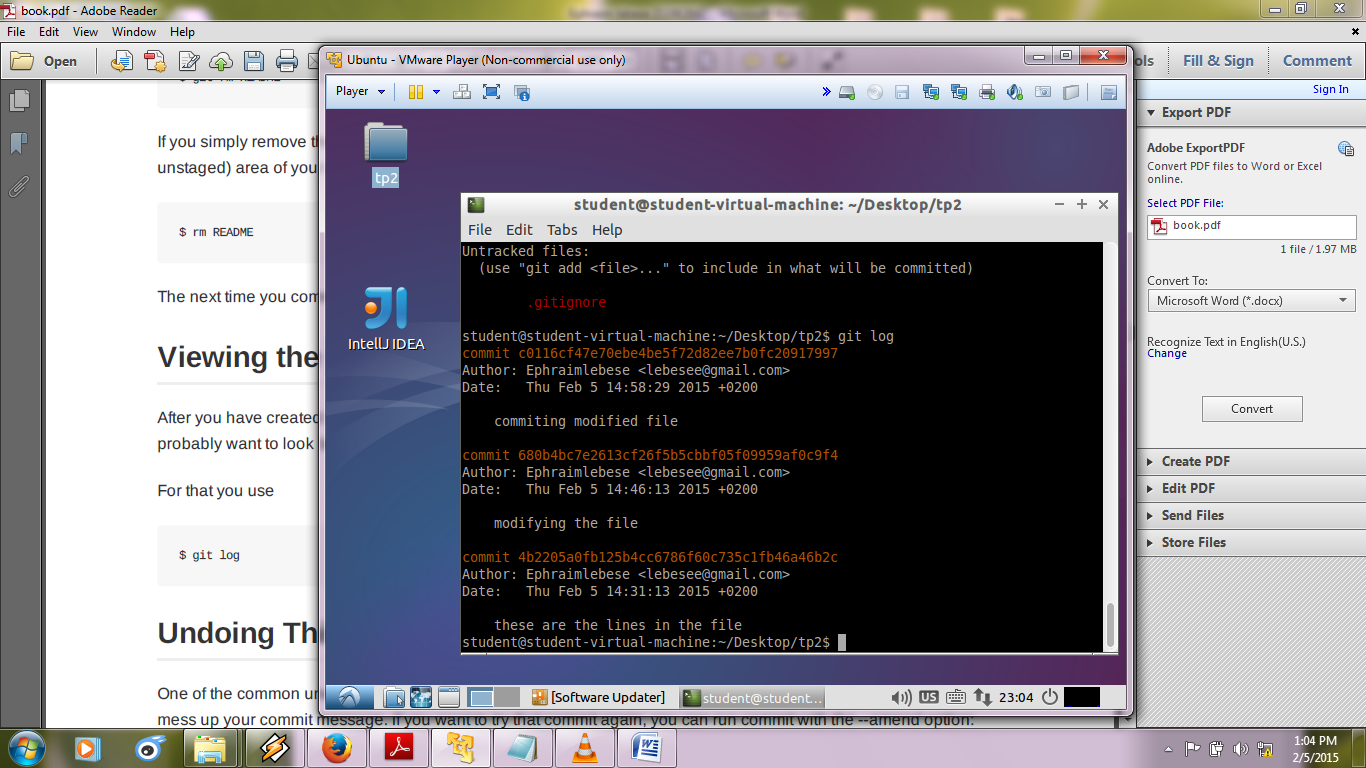 book.pdf - Adobe Reader
File Edit View Window Help
Open
Tools Fill & Sign Comment
Sign In
If you simply remove th
unstaged) area of you
$ rm README
The next time you com
Viewing the
After you have created
probably want to look
For that you use
$ git log
Undoing Th
One of the common un
mess up your commit message. If you want to try that commit again, you can run commit with the --amend option:
Ubuntu - VMware Player (Non-commercial use only)
Player
tp2
IntellJ IDEA
student@student-virtual-machine: ~/Desktop/tp2
File Edit Tabs Help
Untracked files:
(use "git add <file>..." to include in what will be committed)
.gitignore
student@student-virtual-machine:~/Desktop/tp2$ git log
commit c0116cf47e70ebe4be5f72d82ee7b0fc20917997
Author: Ephraimlebese <lebesee@gmail.com>
Date: Thu Feb 5 14:58:29 2015 +0200
commiting modified file
commit 680b4bc7e2613cf26f5b5cbbf05f09959af0c9f4
Author: Ephraimlebese <lebesee@gmail.com>
Date: Thu Feb 5 14:46:13 2015 +0200
modifying the file
commit 4b2205a0fb125b4cc6786f60c735c1fb46a46b2c
Author: Ephraimlebese <lebesee@gmail.com>
Date: Thu Feb 5 14:31:13 2015 +0200
these are the lines in the file
student@student-virtual-machine:~/Desktop/tp2$
[Software Updater]
student@student...
US
23:04
Export PDF
Adobe ExportPDF
Convert PDF files to Word or Excel
online.
Select PDF File:
book.pdf
1 file / 1.97 MB
Convert To:
Microsoft Word (*.docx)
Recognize Text in English(U.S.)
Change
Convert
Create PDF
Edit PDF
Send Files
Store Files
1:04 PM
2/5/2015